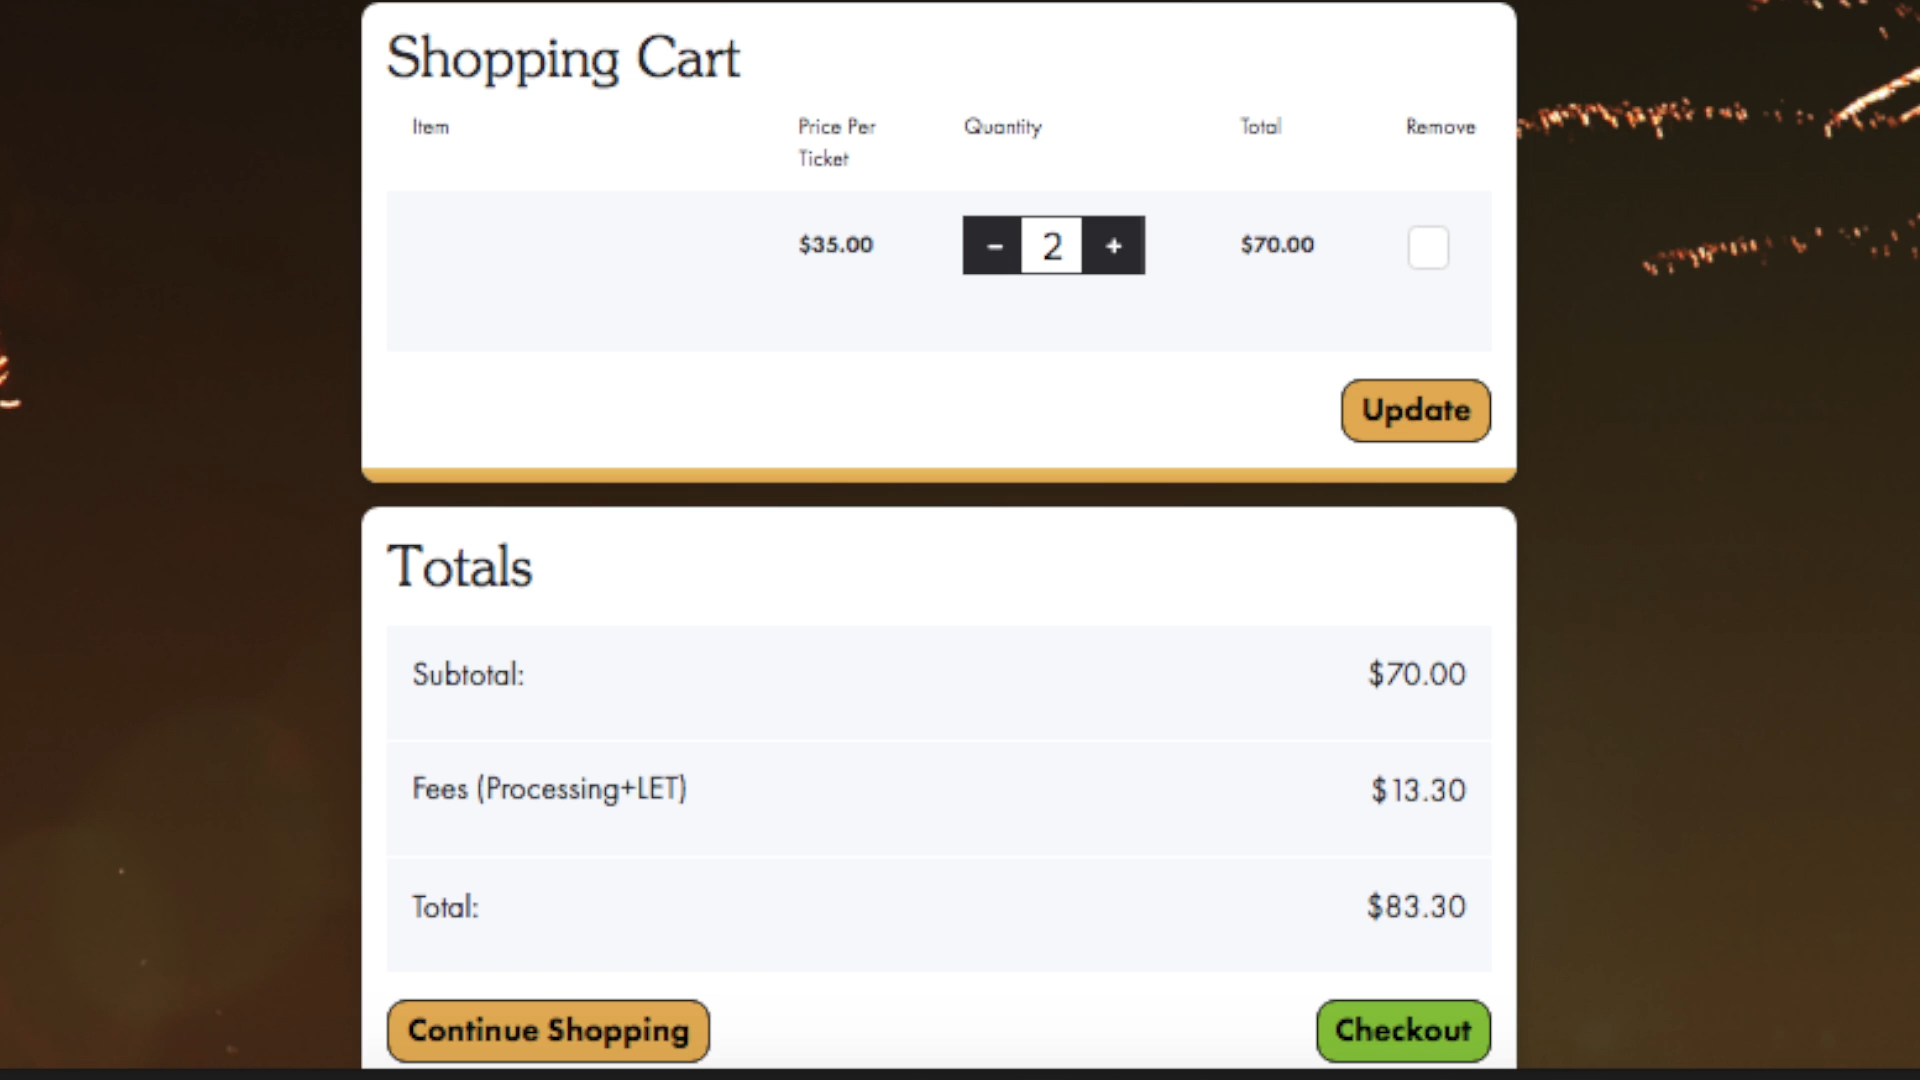 Shopping Cart
Item Price Per Ticket Quantity Total Remove
$35.00 - 2 + $70.00
Update
Totals
Subtotal: $70.00
Fees (Processing+LET) $13.30
Total: $83.30
Continue Shopping Checkout